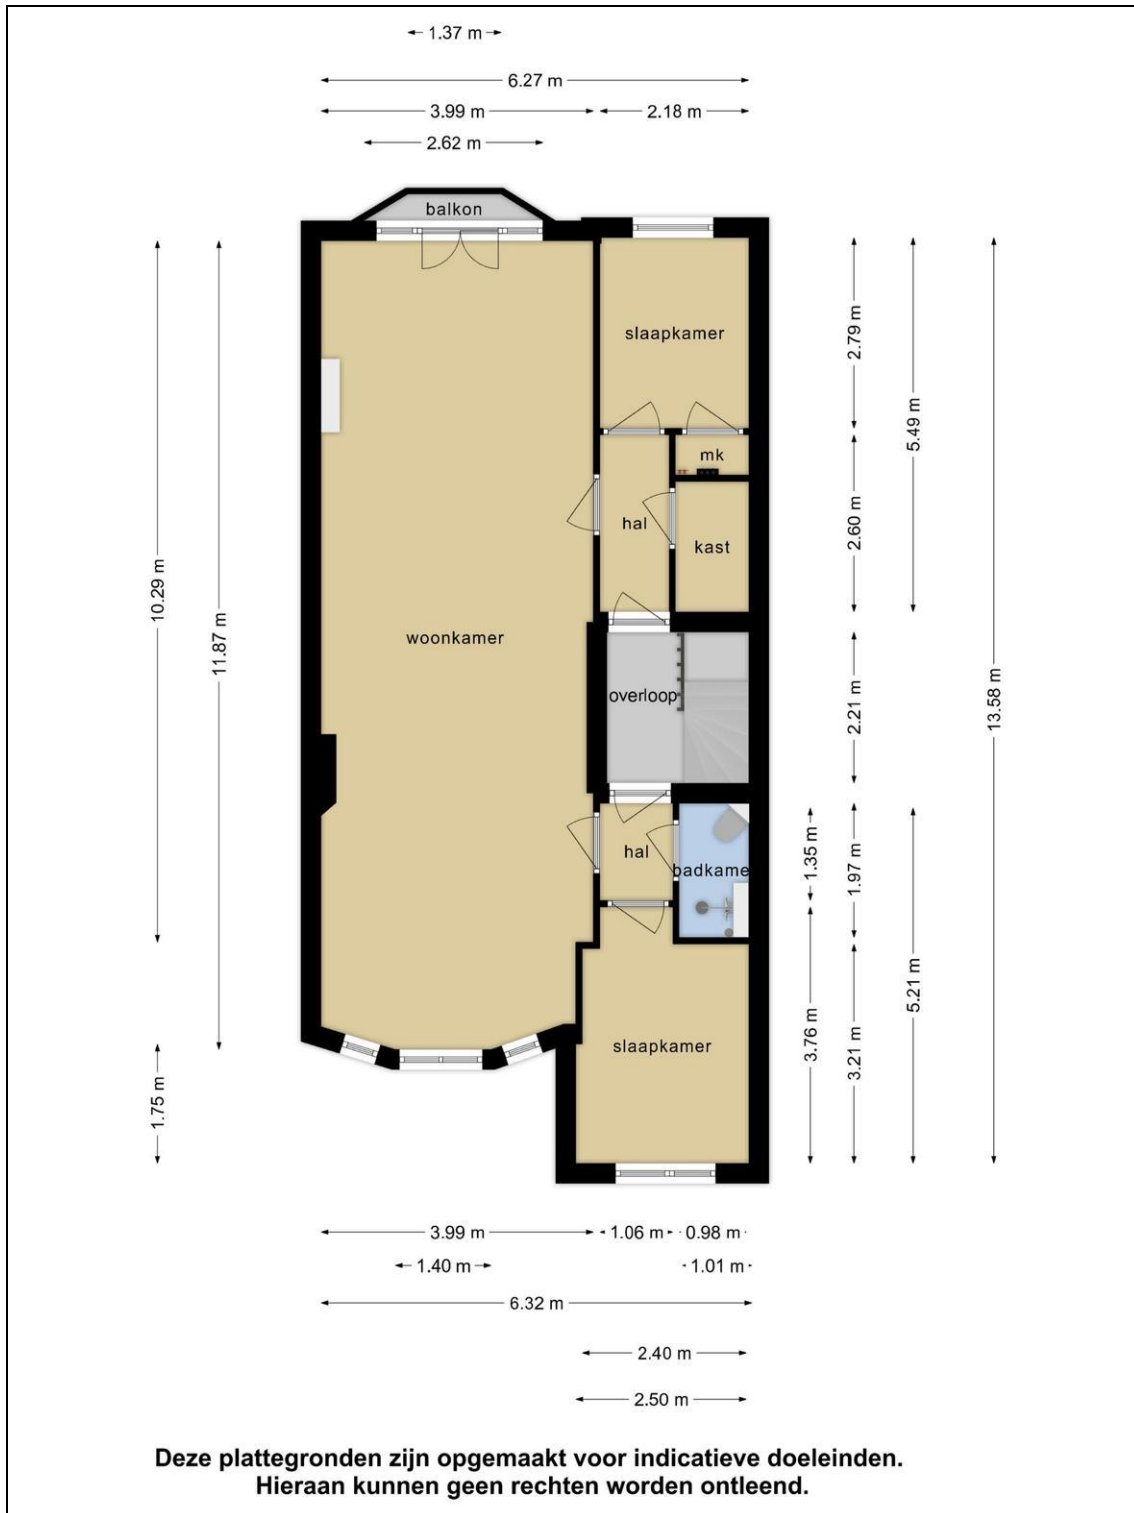 1.37 m
6.27 m
3.99 m
2.18 m
2.62 m
balkon
slaapkamer
2.79 m
5.49 m
mk
hal
kast
2.60 m
10.29 m
11.87 m
woonkamer
overloop
2.21 m
13.58 m
hal
badkame
1.35 m
1.97 m
slaapkamer
3.76 m
3.21 m
5.21 m
1.75 m
3.99 m
1.06 m
0.98 m
1.40 m
1.01 m
6.32 m
2.40 m
2.50 m
Deze plattegronden zijn opgemaakt voor indicatieve doeleinden.
Hieraan kunnen geen rechten worden ontleend.